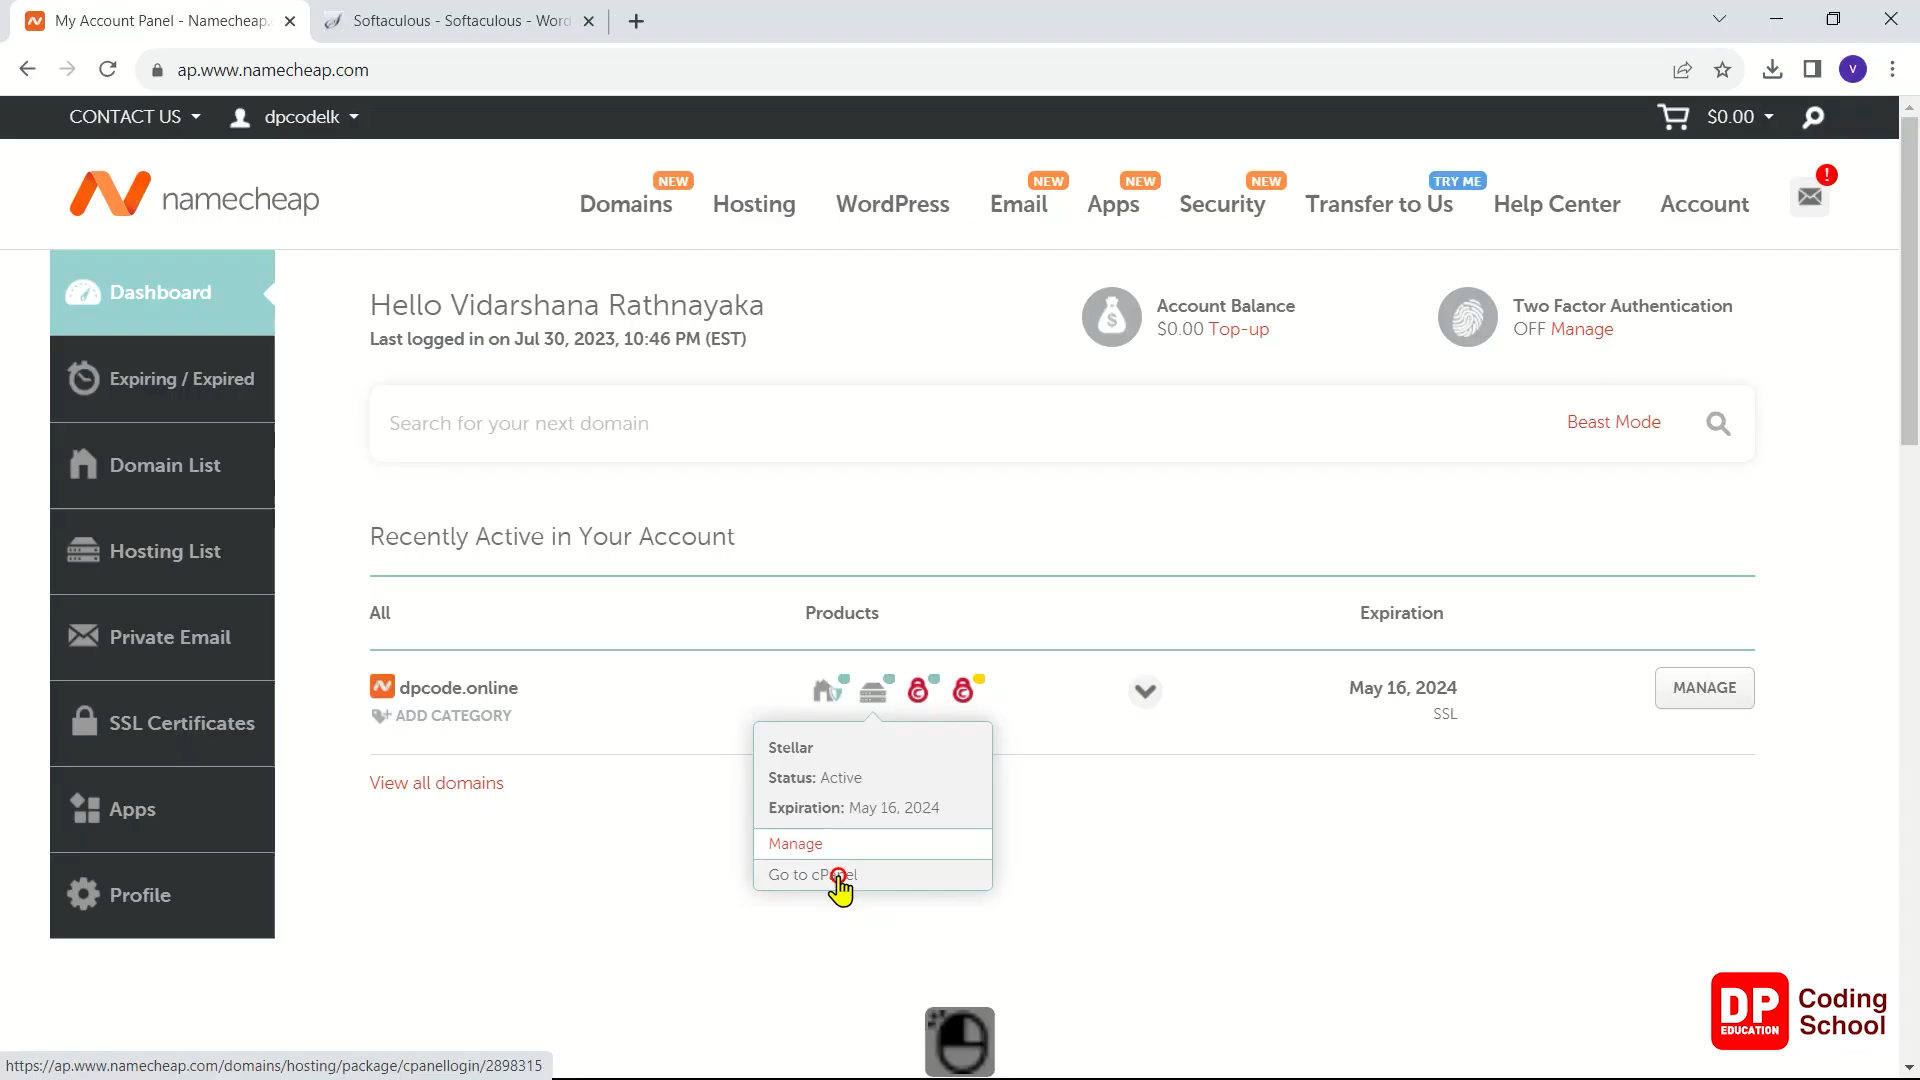 My Account Panel - Namecheap.
Softaculous - Softaculous - Word
ap.www.namecheap.com
V
CONTACT US
dpcodelk
$0.00
namecheap
NEW
Domains
Hosting
WordPress
NEW
Email
NEW
Apps
NEW
Security
TRY ME
Transfer to Us
Help Center
Account
!
Dashboard
Expiring / Expired
Domain List
Hosting List
Private Email
SSL Certificates
Apps
Profile
Hello Vidarshana Rathnayaka
Last logged in on Jul 30, 2023, 10:46 PM (EST)
Account Balance
$0.00 Top-up
Two Factor Authentication
OFF Manage
Search for your next domain
Beast Mode
Recently Active in Your Account
All
Products
Expiration
dpcode.online
ADD CATEGORY
May 16, 2024
SSL
MANAGE
View all domains
Stellar
Status: Active
Expiration: May 16, 2024
Manage
Go to cPanel
DP
EDUCATION
Coding
School
https://ap.www.namecheap.com/domains/hosting/package/cpanellogin/2898315